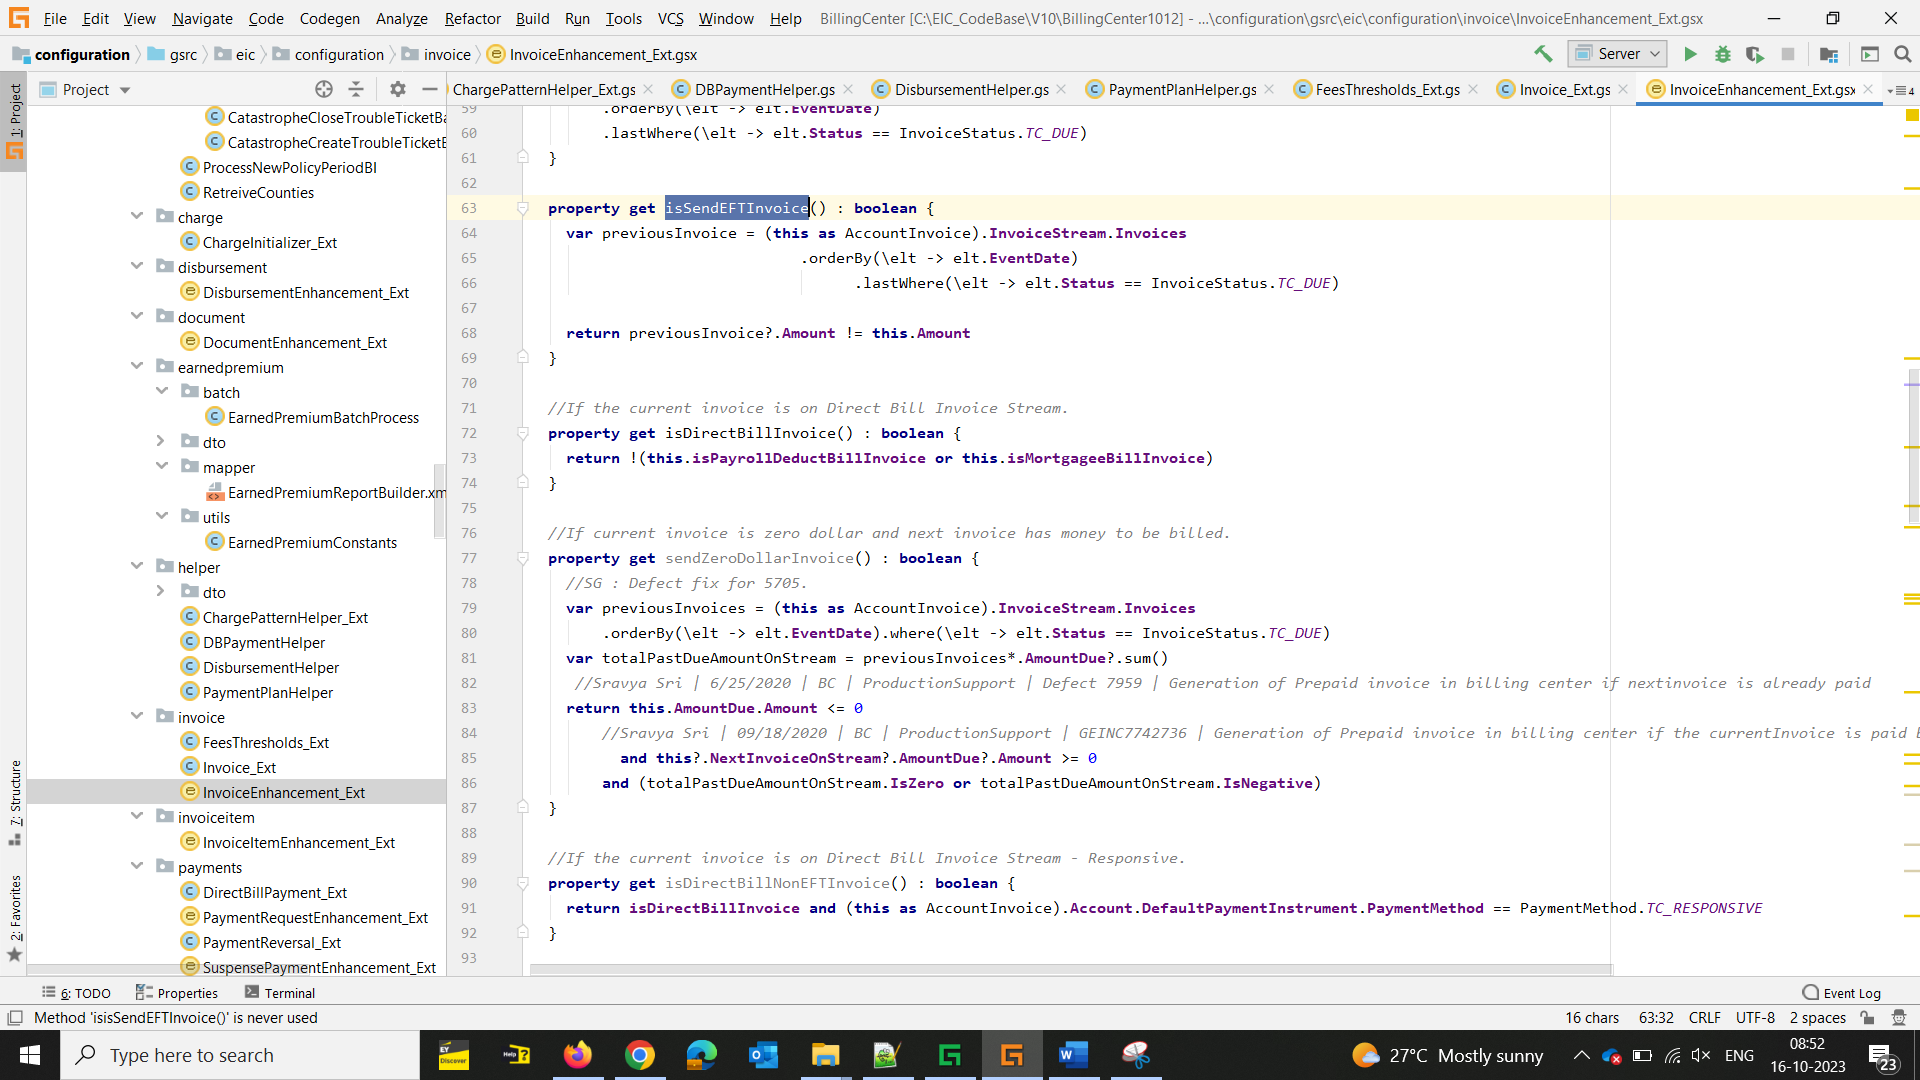 File Edit View Navigate Code Codegen Analyze Refactor Build Run Tools VCS Window Help BillingCenter [C:\EIC_CodeBase\V10\BillingCenter1012] - ...\configuration\gsrc\eic\configuration\invoice\InvoiceEnhancement_Ext.gsx
configuration gsrc eic configuration invoice InvoiceEnhancement_Ext.gsx Server
Project ChargePatternHelper_Ext.gs DBPaymentHelper.gs DisbursementHelper.gs PaymentPlanHelper.gs FeesThresholds_Ext.gs Invoice_Ext.gs InvoiceEnhancement_Ext.gsx 4
1: Project
7: Structure
2: Favorites
CatastropheCloseTroubleTicketBa
CatastropheCreateTroubleTicketB
ProcessNewPolicyPeriodBI
RetreiveCounties
charge
ChargeInitializer_Ext
disbursement
DisbursementEnhancement_Ext
document
DocumentEnhancement_Ext
earnedpremium
batch
EarnedPremiumBatchProcess
dto
mapper
EarnedPremiumReportBuilder.xm
utils
EarnedPremiumConstants
helper
dto
ChargePatternHelper_Ext
DBPaymentHelper
DisbursementHelper
PaymentPlanHelper
invoice
FeesThresholds_Ext
Invoice_Ext
InvoiceEnhancement_Ext
invoiceitem
InvoiceItemEnhancement_Ext
payments
DirectBillPayment_Ext
PaymentRequestEnhancement_Ext
PaymentReversal_Ext
SuspensePaymentEnhancement_Ext
59 .orderBy(\elt -> elt.EventDate)
60 .lastWhere(\elt -> elt.Status == InvoiceStatus.TC_DUE)
61 }
62
63 property get isSendEFTInvoice() : boolean {
64 var previousInvoice = (this as AccountInvoice).InvoiceStream.Invoices
65 .orderBy(\elt -> elt.EventDate)
66 .lastWhere(\elt -> elt.Status == InvoiceStatus.TC_DUE)
67
68 return previousInvoice?.Amount != this.Amount
69 }
70
71 //If the current invoice is on Direct Bill Invoice Stream.
72 property get isDirectBillInvoice() : boolean {
73 return !(this.isPayrollDeductBillInvoice or this.isMortgageeBillInvoice)
74 }
75
76 //If current invoice is zero dollar and next invoice has money to be billed.
77 property get sendZeroDollarInvoice() : boolean {
78 //SG : Defect fix for 5705.
79 var previousInvoices = (this as AccountInvoice).InvoiceStream.Invoices
80 .orderBy(\elt -> elt.EventDate).where(\elt -> elt.Status == InvoiceStatus.TC_DUE)
81 var totalPastDueAmountOnStream = previousInvoices*.AmountDue?.sum()
82 //Sravya Sri | 6/25/2020 | BC | ProductionSupport | Defect 7959 | Generation of Prepaid invoice in billing center if nextinvoice is already paid
83 return this.AmountDue.Amount <= 0
84 //Sravya Sri | 09/18/2020 | BC | ProductionSupport | GEINC7742736 | Generation of Prepaid invoice in billing center if the currentInvoice is paid
85 and this?.NextInvoiceOnStream?.AmountDue?.Amount >= 0
86 and (totalPastDueAmountOnStream.IsZero or totalPastDueAmountOnStream.IsNegative)
87 }
88
89 //If the current invoice is on Direct Bill Invoice Stream - Responsive.
90 property get isDirectBillNonEFTInvoice() : boolean {
91 return isDirectBillInvoice and (this as AccountInvoice).Account.DefaultPaymentInstrument.PaymentMethod == PaymentMethod.TC_RESPONSIVE
92 }
93
6: TODO Properties Terminal Event Log
Method 'isisSendEFTInvoice()' is never used 16 chars 63:32 CRLF UTF-8 2 spaces
Type here to search EY Discover Help? 27°C Mostly sunny ENG 08:52 16-10-2023 23